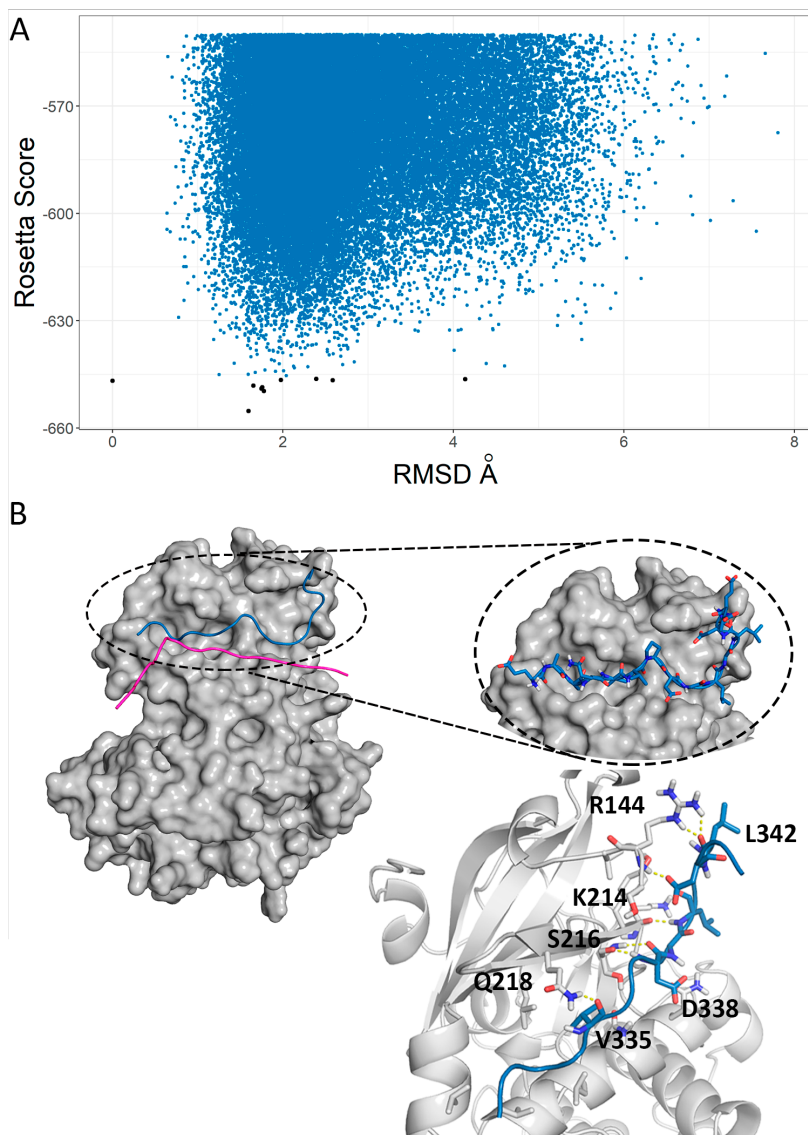 A
Rosetta Score
-570
-600
-630
-660
0 2 4 6 8
RMSD Å
B
R144
L342
K214
S216
Q218
D338
V335